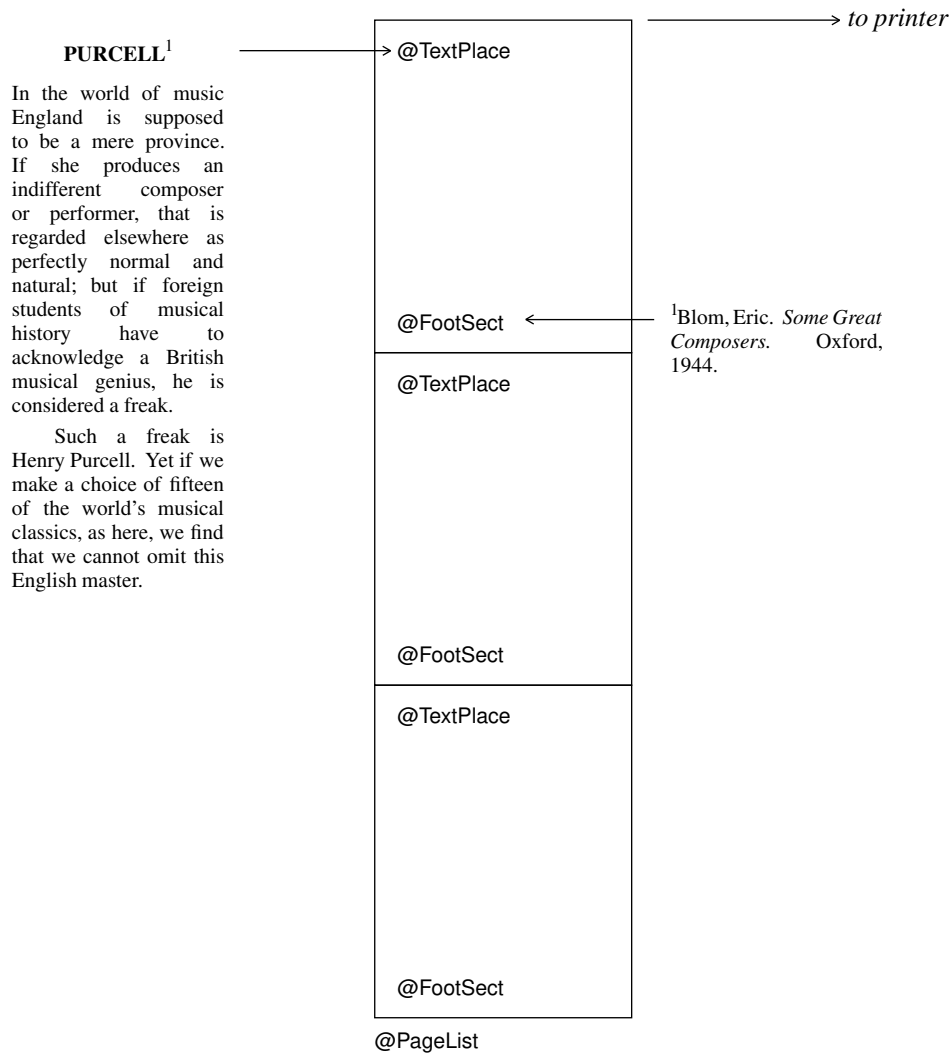 to printer
PURCELL1
In the world of music
England is supposed
to be a mere province.
If she produces an
indifferent composer
or performer, that is
regarded elsewhere as
perfectly normal and
natural; but if foreign
students of musical
history have to
acknowledge a British
musical genius, he is
considered a freak.
Such a freak is
Henry Purcell. Yet if we
make a choice of fifteen
of the world's musical
classics, as here, we find
that we cannot omit this
English master.
@TextPlace
@FootSect
1Blom, Eric. Some Great
Composers. Oxford,
1944.
@TextPlace
@FootSect
@TextPlace
@FootSect
@PageList